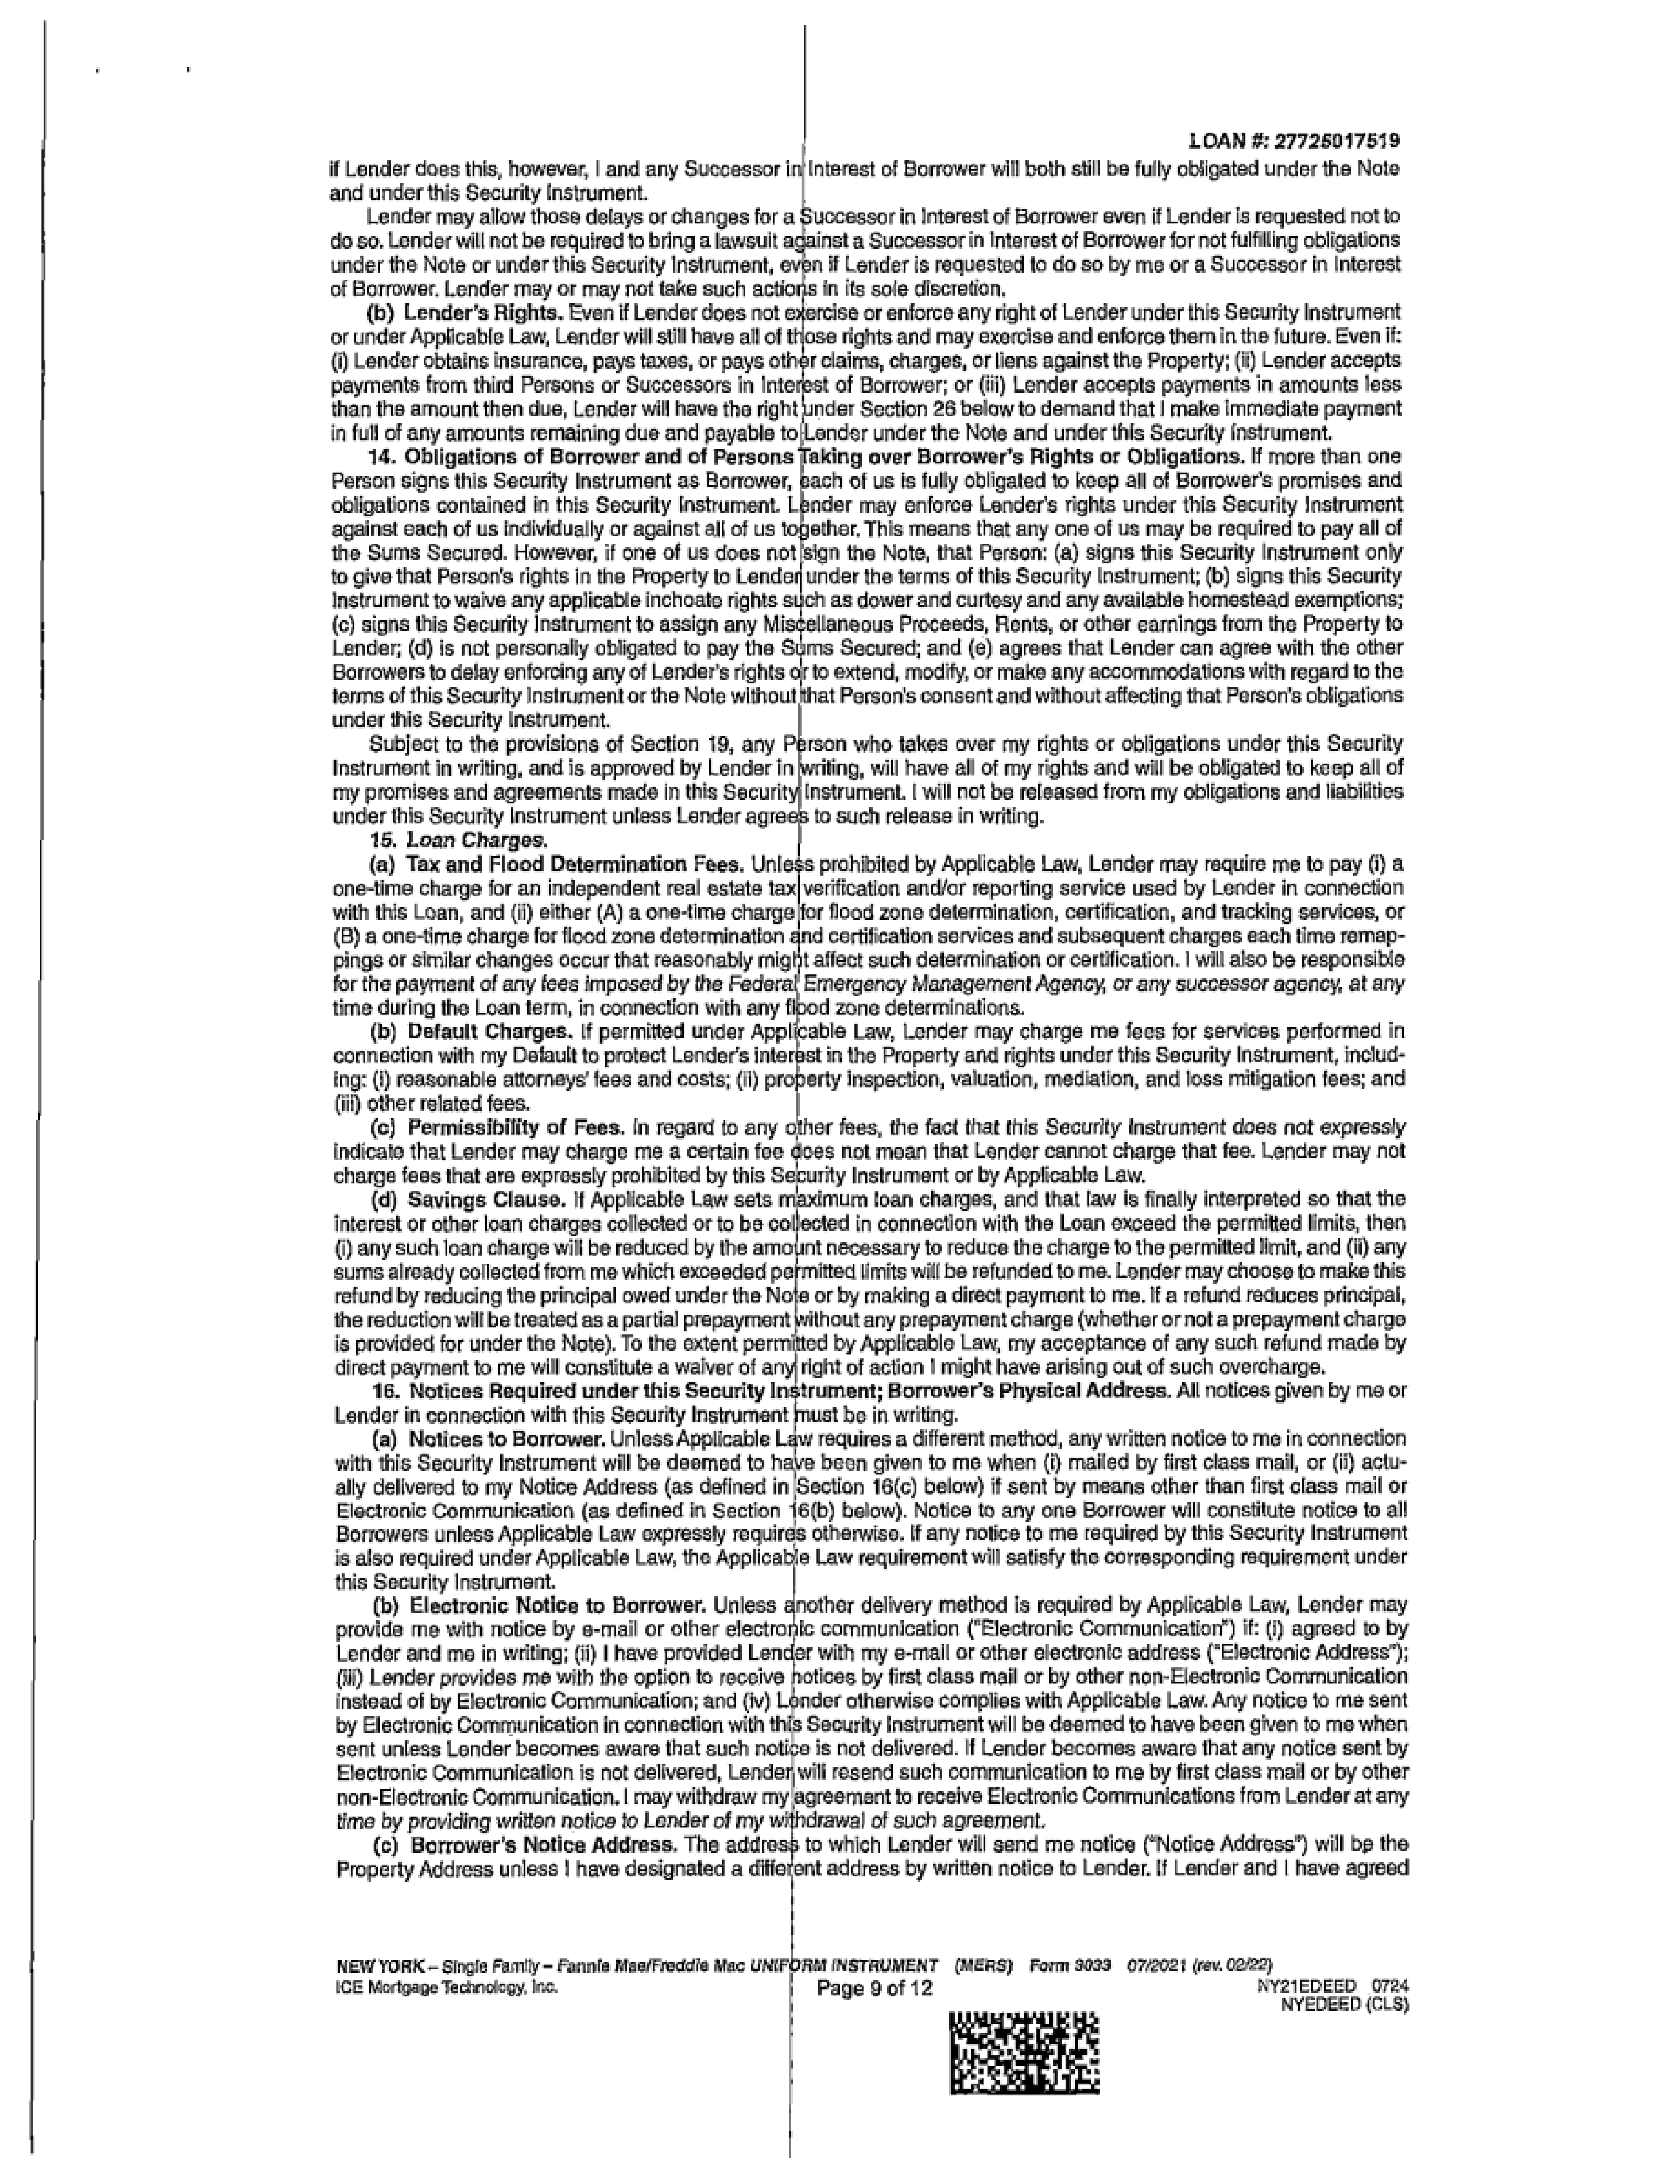 LOAN #: 27725017519
if Lender does this, however, I and any Successor in Interest of Borrower will both still be fully obligated under the Note
and under this Security Instrument.
Lender may allow those delays or changes for a Successor in Interest of Borrower even if Lender is requested not to
do so. Lender will not be required to bring a lawsuit against a Successor in Interest of Borrower for not fulfilling obligations
under the Note or under this Security Instrument, even if Lender is requested to do so by me or a Successor in Interest
of Borrower. Lender may or may not take such actions in its sole discretion.
(b) Lender's Rights. Even if Lender does not exercise or enforce any right of Lender under this Security Instrument
or under Applicable Law, Lender will still have all of those rights and may exercise and enforce them in the future. Even if:
(i) Lender obtains insurance, pays taxes, or pays other claims, charges, or liens against the Property; (ii) Lender accepts
payments from third Persons or Successors in Interest of Borrower; or (iii) Lender accepts payments in amounts less
than the amount then due, Lender will have the right under Section 26 below to demand that I make immediate payment
in full of any amounts remaining due and payable to Lender under the Note and under this Security Instrument.
14. Obligations of Borrower and of Persons Taking over Borrower's Rights or Obligations. If more than one
Person signs this Security Instrument as Borrower, each of us is fully obligated to keep all of Borrower's promises and
obligations contained in this Security Instrument. Lender may enforce Lender's rights under this Security Instrument
against each of us individually or against all of us together. This means that any one of us may be required to pay all of
the Sums Secured. However, if one of us does not sign the Note, that Person: (a) signs this Security Instrument only
to give that Person's rights in the Property to Lender under the terms of this Security Instrument; (b) signs this Security
Instrument to waive any applicable inchoate rights such as dower and curtesy and any available homestead exemptions;
(c) signs this Security Instrument to assign any Miscellaneous Proceeds, Rents, or other earnings from the Property to
Lender; (d) is not personally obligated to pay the Sums Secured; and (e) agrees that Lender can agree with the other
Borrowers to delay enforcing any of Lender's rights or to extend, modify, or make any accommodations with regard to the
terms of this Security Instrument or the Note without that Person's consent and without affecting that Person's obligations
under this Security Instrument.
Subject to the provisions of Section 19, any Person who takes over my rights or obligations under this Security
Instrument in writing, and is approved by Lender in writing, will have all of my rights and will be obligated to keep all of
my promises and agreements made in this Security Instrument. I will not be released from my obligations and liabilities
under this Security Instrument unless Lender agrees to such release in writing.
15. Loan Charges.
(a) Tax and Flood Determination Fees. Unless prohibited by Applicable Law, Lender may require me to pay (i) a
one-time charge for an independent real estate tax verification and/or reporting service used by Lender in connection
with this Loan, and (ii) either (A) a one-time charge for flood zone determination, certification, and tracking services, or
(B) a one-time charge for flood zone determination and certification services and subsequent charges each time remap-
pings or similar changes occur that reasonably might affect such determination or certification. I will also be responsible
for the payment of any fees imposed by the Federal Emergency Management Agency, or any successor agency, at any
time during the Loan term, in connection with any flood zone determinations.
(b) Default Charges. If permitted under Applicable Law, Lender may charge me fees for services performed in
connection with my Default to protect Lender's interest in the Property and rights under this Security Instrument, includ-
ing: (i) reasonable attorneys' fees and costs; (ii) property inspection, valuation, mediation, and loss mitigation fees; and
(iii) other related fees.
(c) Permissibility of Fees. In regard to any other fees, the fact that this Security Instrument does not expressly
indicate that Lender may charge me a certain fee does not mean that Lender cannot charge that fee. Lender may not
charge fees that are expressly prohibited by this Security Instrument or by Applicable Law.
(d) Savings Clause. If Applicable Law sets maximum loan charges, and that law is finally interpreted so that the
interest or other loan charges collected or to be collected in connection with the Loan exceed the permitted limits, then
(i) any such loan charge will be reduced by the amount necessary to reduce the charge to the permitted limit, and (ii) any
sums already collected from me which exceeded permitted limits will be refunded to me. Lender may choose to make this
refund by reducing the principal owed under the Note or by making a direct payment to me. If a refund reduces principal,
the reduction will be treated as a partial prepayment without any prepayment charge (whether or not a prepayment charge
is provided for under the Note). To the extent permitted by Applicable Law, my acceptance of any such refund made by
direct payment to me will constitute a waiver of any right of action I might have arising out of such overcharge.
16. Notices Required under this Security Instrument; Borrower's Physical Address. All notices given by me or
Lender in connection with this Security Instrument must be in writing.
(a) Notices to Borrower. Unless Applicable Law requires a different method, any written notice to me in connection
with this Security Instrument will be deemed to have been given to me when (i) mailed by first class mail, or (ii) actu-
ally delivered to my Notice Address (as defined in Section 16(c) below) if sent by means other than first class mail or
Electronic Communication (as defined in Section 16(b) below). Notice to any one Borrower will constitute notice to all
Borrowers unless Applicable Law expressly requires otherwise. If any notice to me required by this Security Instrument
is also required under Applicable Law, the Applicable Law requirement will satisfy the corresponding requirement under
this Security Instrument.
(b) Electronic Notice to Borrower. Unless another delivery method is required by Applicable Law, Lender may
provide me with notice by e-mail or other electronic communication ("Electronic Communication") if: (i) agreed to by
Lender and me in writing; (ii) I have provided Lender with my e-mail or other electronic address ("Electronic Address");
(iii) Lender provides me with the option to receive notices by first class mail or by other non-Electronic Communication
instead of by Electronic Communication; and (iv) Lender otherwise complies with Applicable Law. Any notice to me sent
by Electronic Communication in connection with this Security Instrument will be deemed to have been given to me when
sent unless Lender becomes aware that such notice is not delivered. If Lender becomes aware that any notice sent by
Electronic Communication is not delivered, Lender will resend such communication to me by first class mail or by other
non-Electronic Communication. I may withdraw my agreement to receive Electronic Communications from Lender at any
time by providing written notice to Lender of my withdrawal of such agreement.
(c) Borrower's Notice Address. The address to which Lender will send me notice ("Notice Address") will be the
Property Address unless I have designated a different address by written notice to Lender. If Lender and I have agreed
NEW YORK – Single Family – Fannie Mae/Freddie Mac UNIFORM INSTRUMENT (MERS) Form 3033 07/2021 (rev. 02/22)
ICE Mortgage Technology, Inc. Page 9 of 12 NY21EDEED 0724
NYEDEED (CLS)